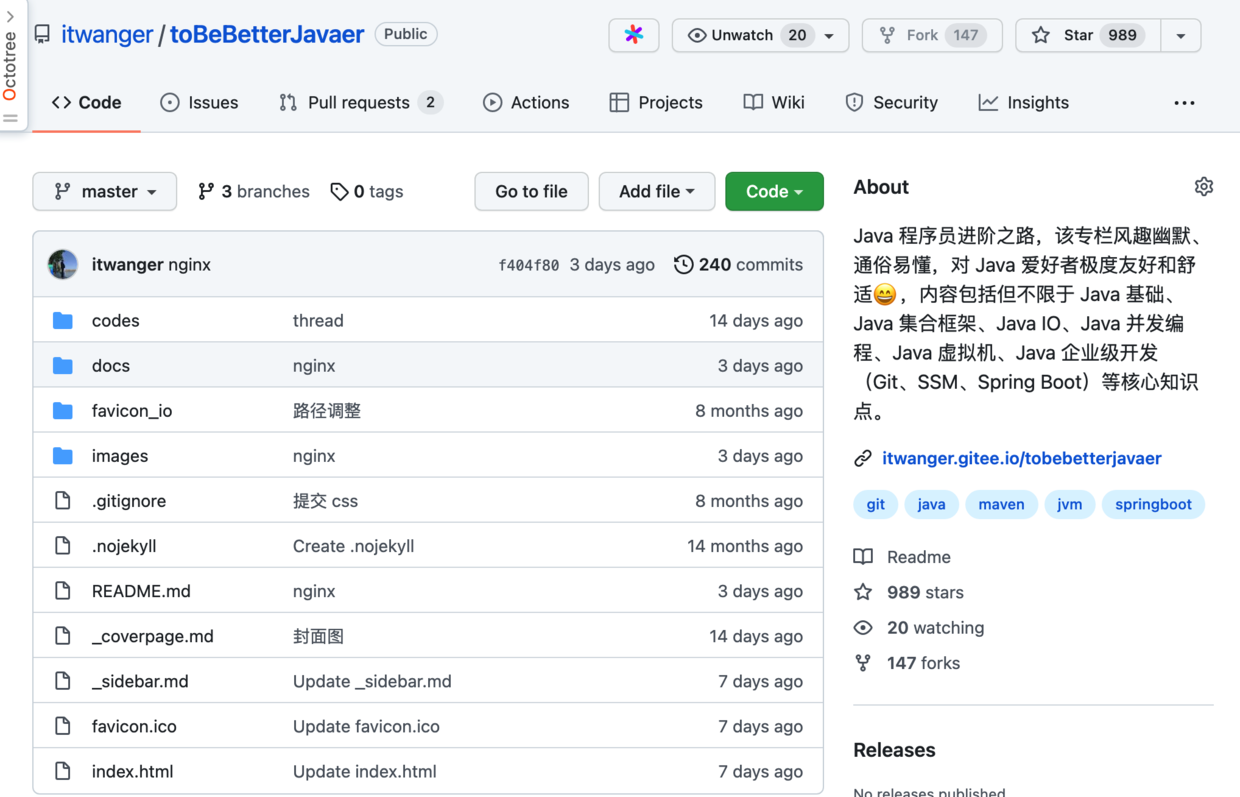 Octotree
itwanger / toBeBetterJavaer Public
Unwatch 20
Fork 147
Star 989
Code
Issues
Pull requests 2
Actions
Projects
Wiki
Security
Insights
master
3 branches
0 tags
Go to file
Add file
Code
itwanger nginx f404f80 3 days ago 240 commits
codes thread 14 days ago
docs nginx 3 days ago
favicon_io 路径调整 8 months ago
images nginx 3 days ago
.gitignore 提交 css 8 months ago
.nojekyll Create .nojekyll 14 months ago
README.md nginx 3 days ago
_coverpage.md 封面图 14 days ago
_sidebar.md Update _sidebar.md 7 days ago
favicon.ico Update favicon.ico 7 days ago
index.html Update index.html 7 days ago
About
Java 程序员进阶之路，该专栏风趣幽默、
通俗易懂，对 Java 爱好者极度友好和舒
适😄，内容包括但不限于 Java 基础、
Java 集合框架、Java IO、Java 并发编
程、Java 虚拟机、Java 企业级开发
（Git、SSM、Spring Boot）等核心知识
点。
itwanger.gitee.io/tobebetterjavaer
git java maven jvm springboot
Readme
989 stars
20 watching
147 forks
Releases
No releases published